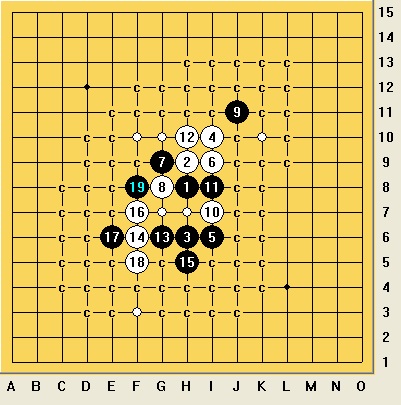 15
14
c c c c c 13
c c c c c c c 12
c c c c c 9 c c 11
c c 12 4 c c 10
c c c 7 2 6 c c c 9
c c c 19 8 1 11 c c 8
c c c 16 10 c c 7
c c 17 14 13 3 5 c c 6
c c c 18 c 15 c c c 5
c c c c c c c c c 4
c c c c c c 3
2
1
A B C D E F G H I J K L M N O